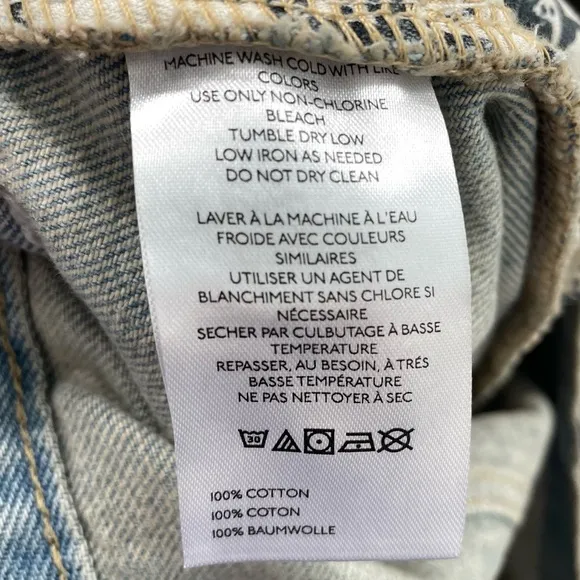 MACHINE WASH COLD WITH LIKE
COLORS
USE ONLY NON-CHLORINE
BLEACH
TUMBLE DRY LOW
LOW IRON AS NEEDED
DO NOT DRY CLEAN
LAVER À LA MACHINE À L'EAU
FROIDE AVEC COULEURS
SIMILAIRES
UTILISER UN AGENT DE
BLANCHIMENT SANS CHLORE SI
NÉCESSAIRE
SECHER PAR CULBUTAGE À BASSE
TEMPERATURE
REPASSER, AU BESOIN, À TRÉS
BASSE TEMPÉRATURE
NE PAS NETTOYER À SEC
30
100% COTTON
100% COTON
100% BAUMWOLLE